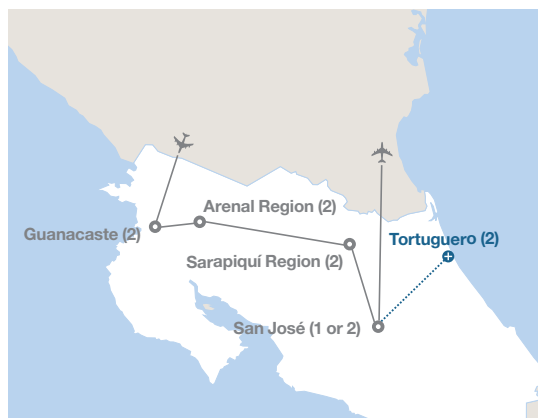 Arenal Region (2)
Guanacaste (2)
Tortuguero (2)
Sarapiquí Region (2)
San José (1 or 2)